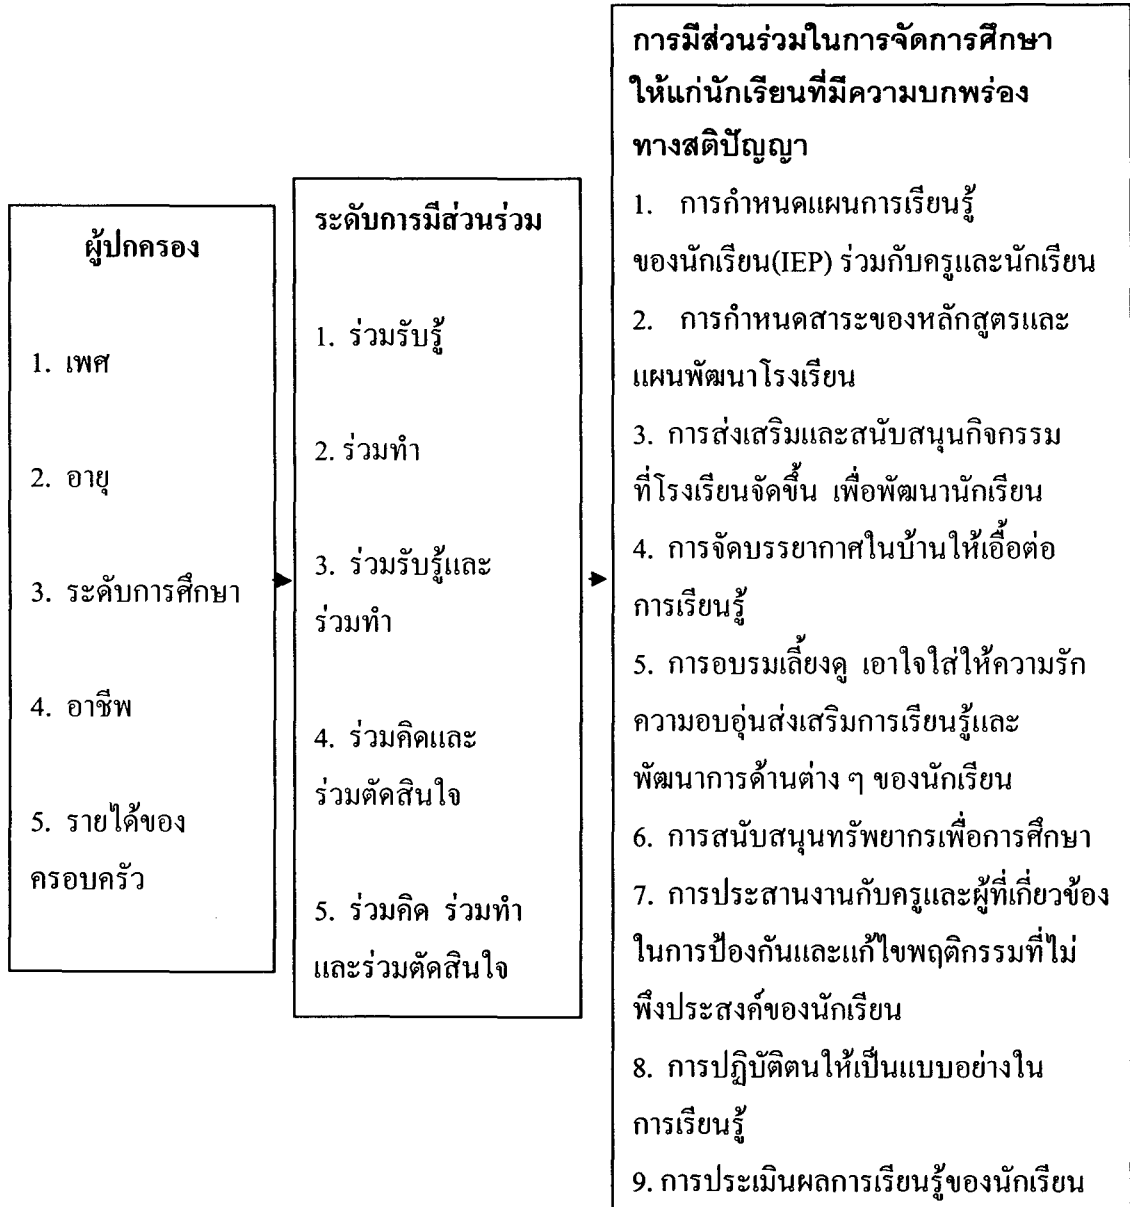 ผู้ปกครอง
1. เพศ
2. อายุ
3. ระดับการศึกษา
4. อาชีพ
5. รายได้ของ
ครอบครัว
ระดับการมีส่วนร่วม
1. ร่วมรับรู้
2. ร่วมทำ
3. ร่วมรับรู้และ
ร่วมทำ
4. ร่วมคิดและ
ร่วมตัดสินใจ
5. ร่วมคิด ร่วมทำ
และร่วมตัดสินใจ
การมีส่วนร่วมในการจัดการศึกษา
ให้แก่นักเรียนที่มีความบกพร่อง
ทางสติปัญญา
1. การกำหนดแผนการเรียนรู้
ของนักเรียน(IEP) ร่วมกับครูและนักเรียน
2. การกำหนดสาระของหลักสูตรและ
แผนพัฒนาโรงเรียน
3. การส่งเสริมและสนับสนุนกิจกรรม
ที่โรงเรียนจัดขึ้น เพื่อพัฒนานักเรียน
4. การจัดบรรยากาศในบ้านให้เอื้อต่อ
การเรียนรู้
5. การอบรมเลี้ยงดู เอาใจใส่ให้ความรัก
ความอบอุ่นส่งเสริมการเรียนรู้และ
พัฒนาการด้านต่าง ๆ ของนักเรียน
6. การสนับสนุนทรัพยากรเพื่อการศึกษา
7. การประสานงานกับครูและผู้ที่เกี่ยวข้อง
ในการป้องกันและแก้ไขพฤติกรรมที่ไม่
พึงประสงค์ของนักเรียน
8. การปฏิบัติตนให้เป็นแบบอย่างใน
การเรียนรู้
9. การประเมินผลการเรียนรู้ของนักเรียน